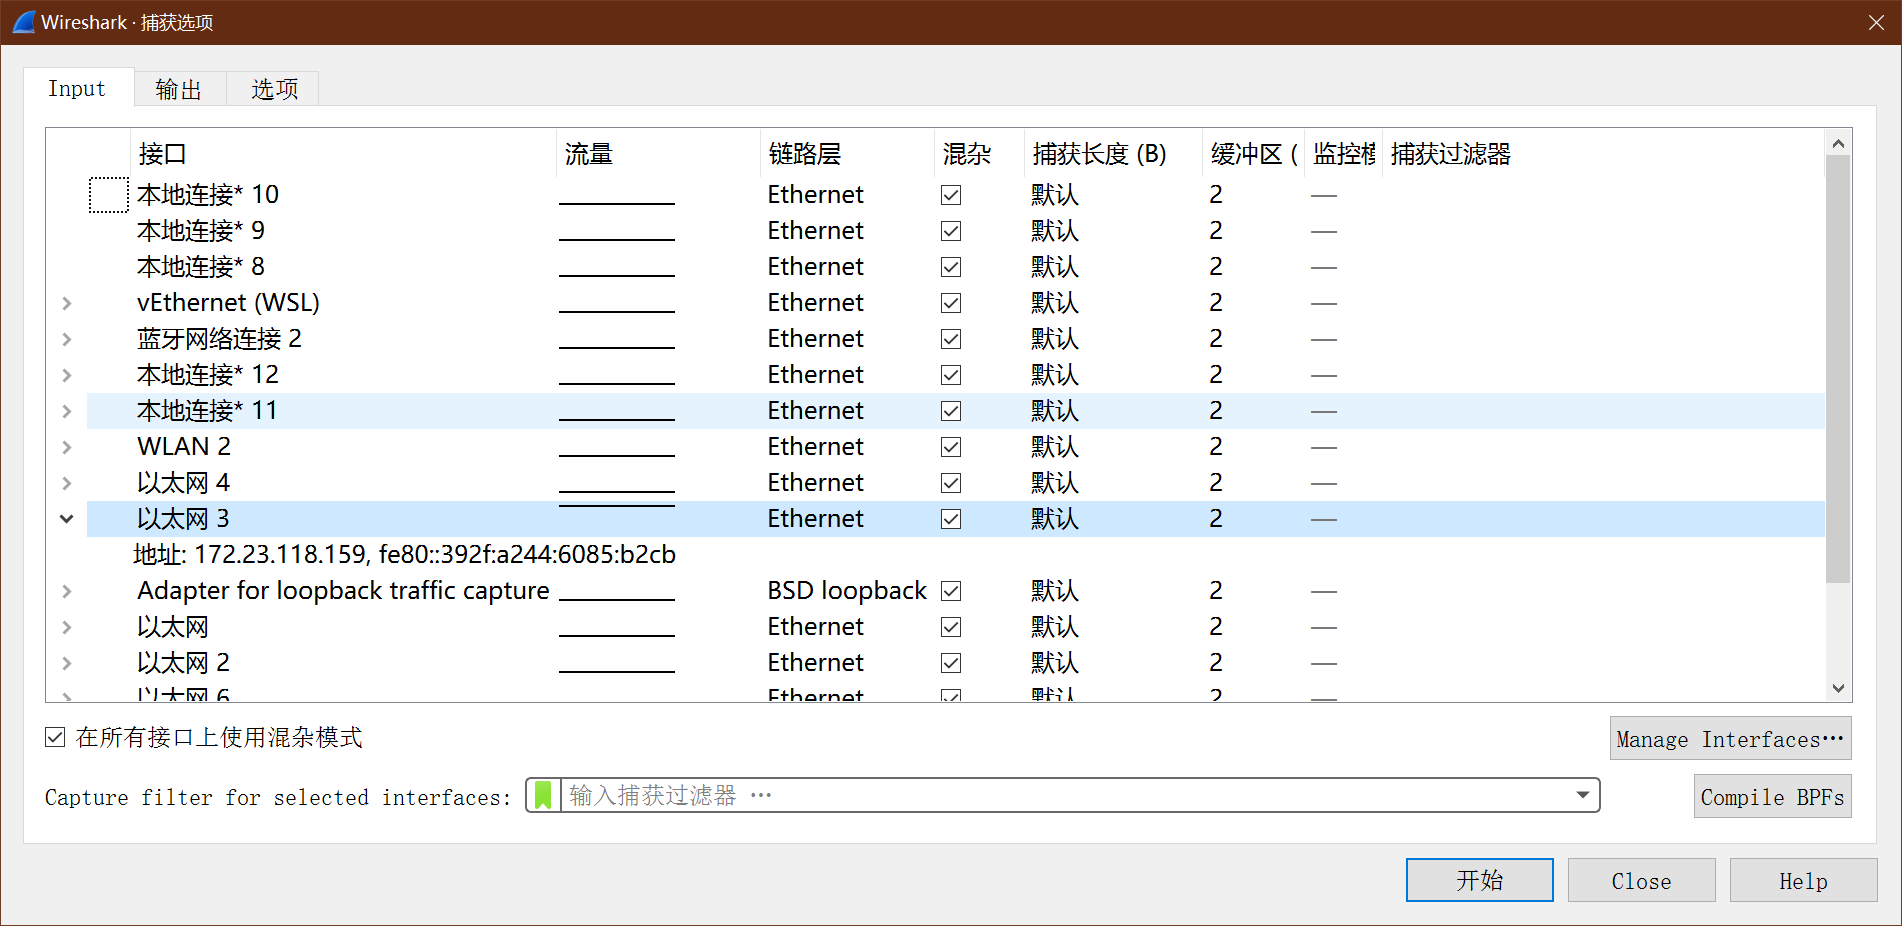 Wireshark · 捕获选项
Input 输出 选项
接口 流量 链路层 混杂 捕获长度 (B) 缓冲区 ( 监控模 捕获过滤器
本地连接* 10 Ethernet 默认 2 —
本地连接* 9 Ethernet 默认 2 —
本地连接* 8 Ethernet 默认 2 —
vEthernet (WSL) Ethernet 默认 2 —
蓝牙网络连接 2 Ethernet 默认 2 —
本地连接* 12 Ethernet 默认 2 —
本地连接* 11 Ethernet 默认 2 —
WLAN 2 Ethernet 默认 2 —
以太网 4 Ethernet 默认 2 —
以太网 3 Ethernet 默认 2 —
地址: 172.23.118.159, fe80::392f:a244:6085:b2cb
Adapter for loopback traffic capture BSD loopback 默认 2 —
以太网 Ethernet 默认 2 —
以太网 2 Ethernet 默认 2 —
以太网 6 Ethernet 默认 2 —
在所有接口上使用混杂模式
Manage Interfaces…
Capture filter for selected interfaces: 输入捕获过滤器 …
Compile BPFs
开始 Close Help